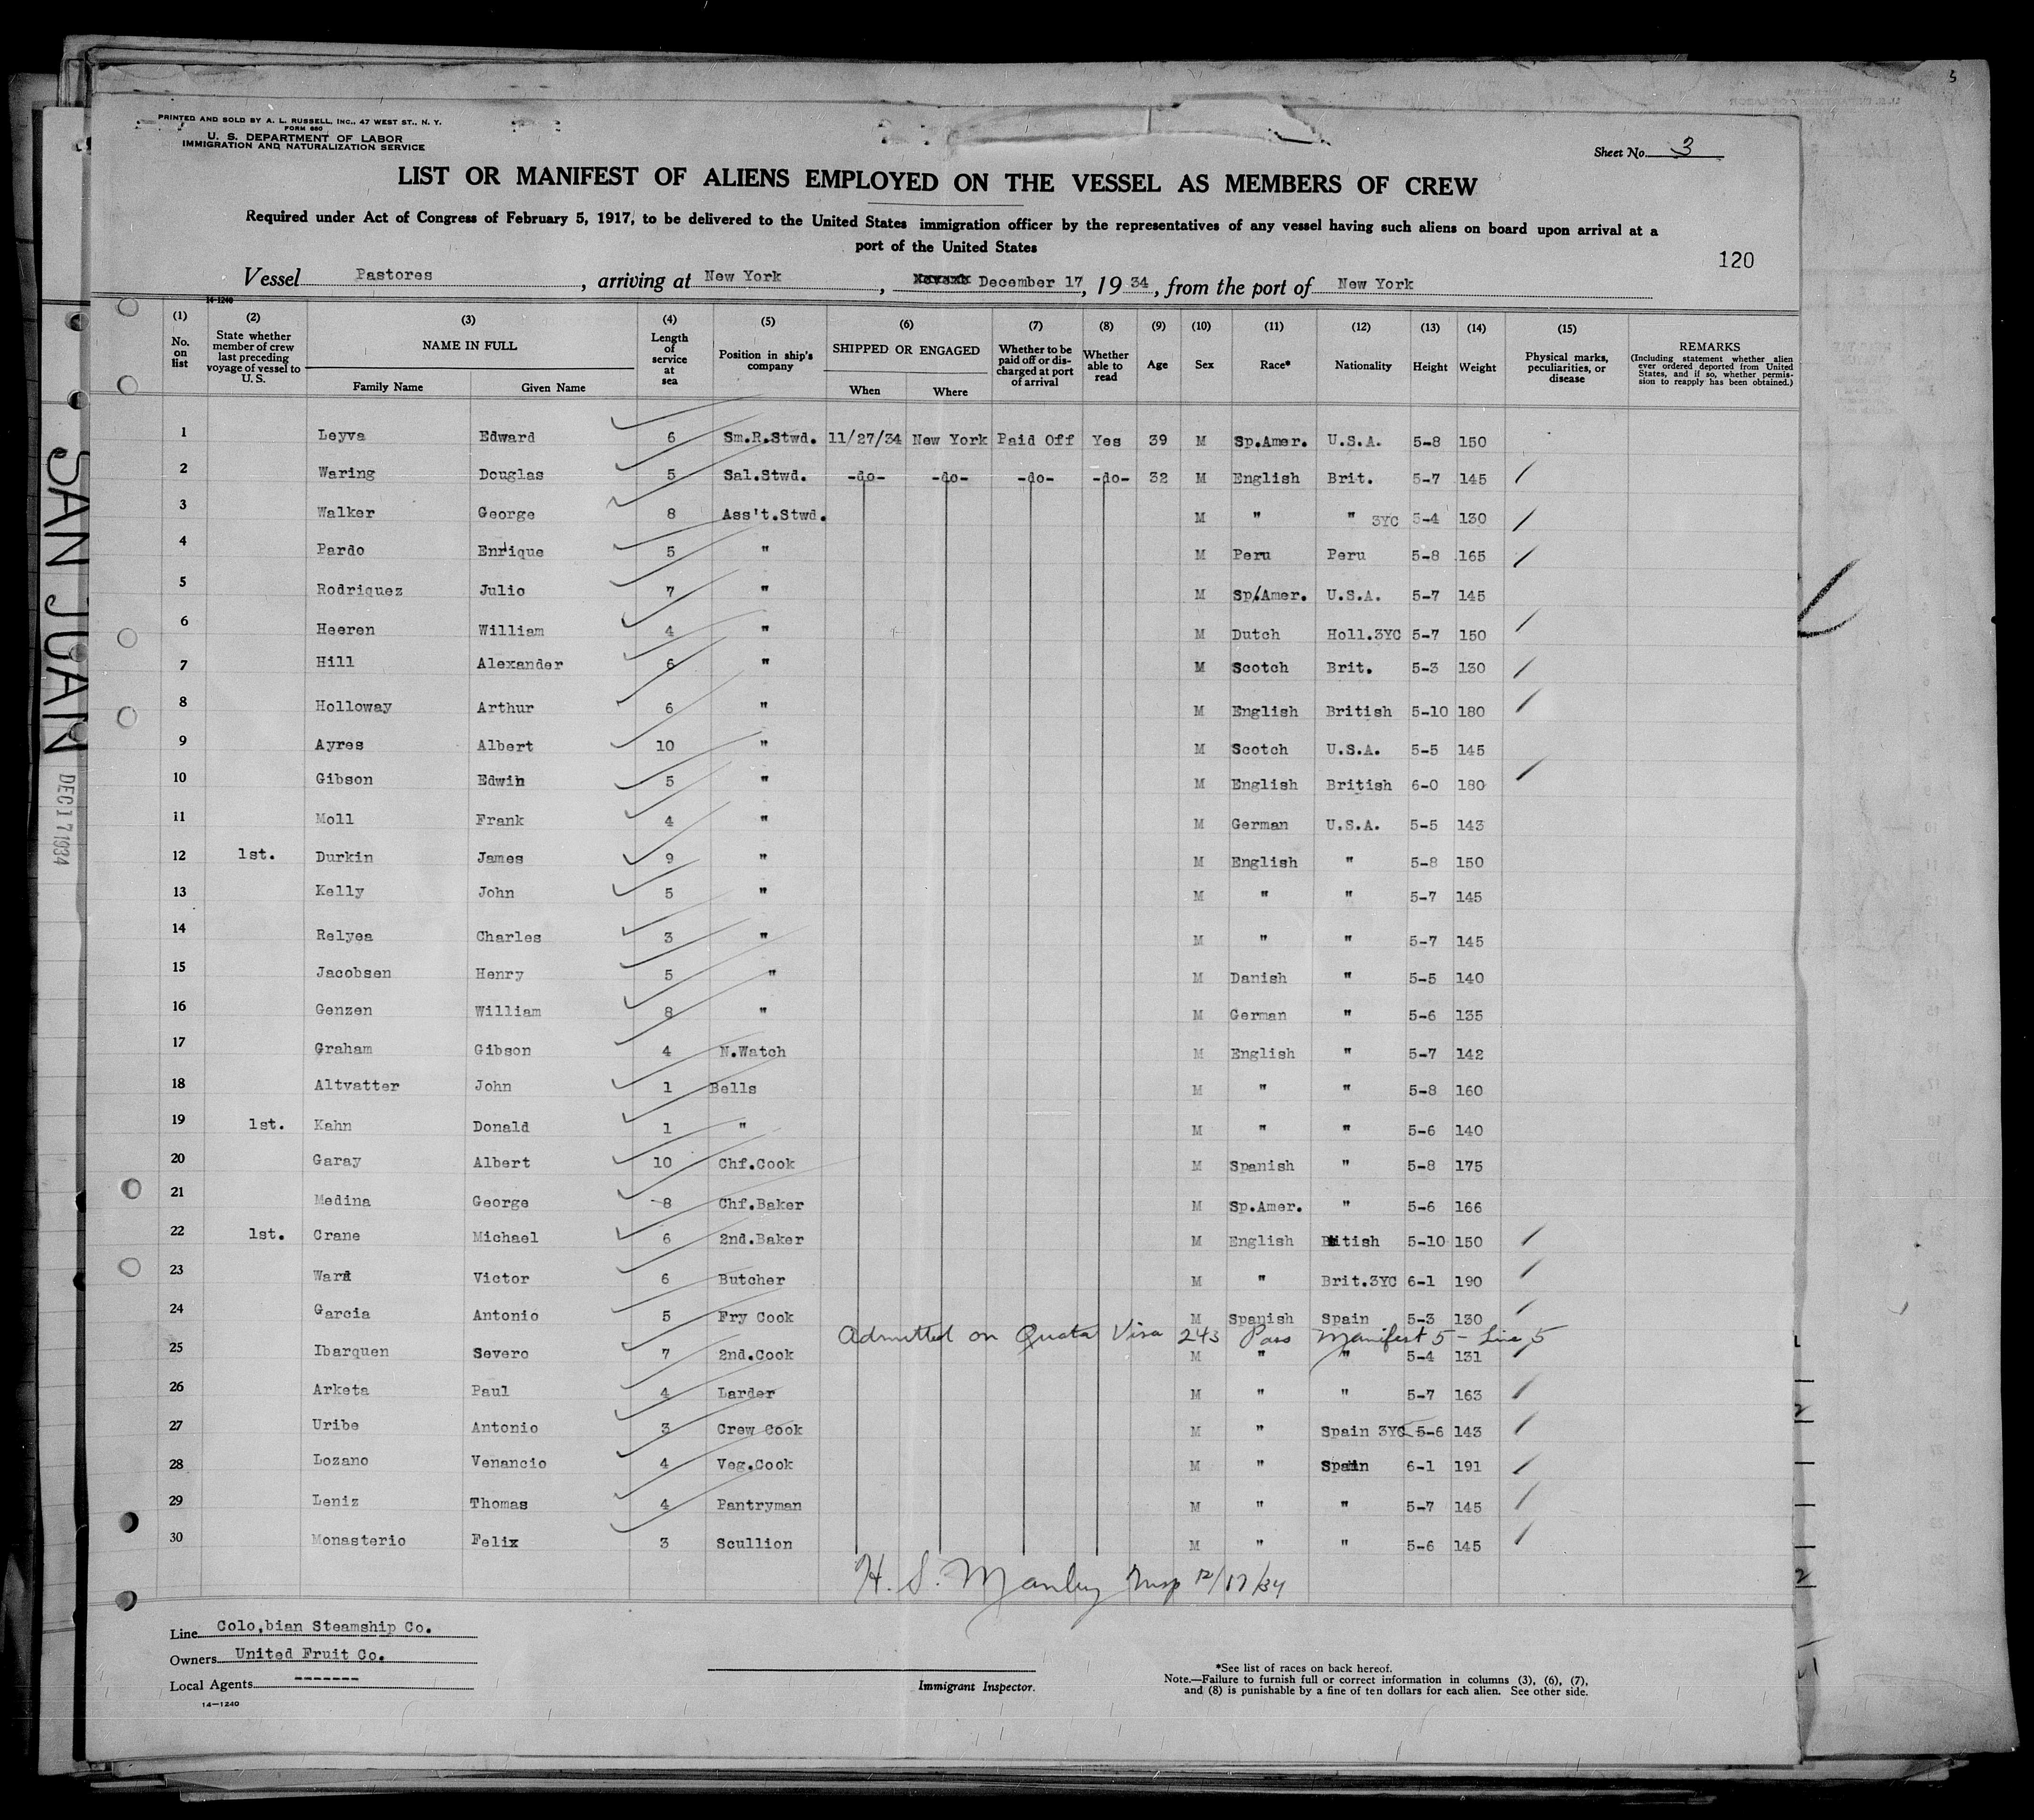 3
PRINTED AND SOLD BY A. L. RUSSELL, INC., 47 WEST ST., N. Y.
FORM 680
U. S. DEPARTMENT OF LABOR
IMMIGRATION AND NATURALIZATION SERVICE
Sheet No. 3
LIST OR MANIFEST OF ALIENS EMPLOYED ON THE VESSEL AS MEMBERS OF CREW
Required under Act of Congress of February 5, 1917, to be delivered to the United States immigration officer by the representatives of any vessel having such aliens on board upon arrival at a
port of the United States
120
Vessel Pastores, arriving at New York, December 17, 1934, from the port of New York
14-1240
(1) No. on list (2) State whether member of crew last preceding voyage of vessel to U. S. (3) NAME IN FULL Family Name Given Name (4) Length of service at sea (5) Position in ship's company (6) SHIPPED OR ENGAGED When Where (7) Whether to be paid off or discharged at port of arrival (8) Whether able to read (9) Age (10) Sex (11) Race* (12) Nationality (13) Height (14) Weight (15) Physical marks, peculiarities, or disease REMARKS (Including statement whether alien ever ordered deported from United States, and if so, whether permission to reapply has been obtained.)
1 Leyva Edward 6 Sm.R.Stwd. 11/27/34 New York Paid Off Yes 39 M Sp.Amer. U.S.A. 5-8 150
2 Waring Douglas 5 Sal.Stwd. -do- -do- -do- -do- 32 M English Brit. 5-7 145
3 Walker George 8 Ass't.Stwd. M " " 3YC 5-4 130
4 Pardo Enrique 5 " M Peru Peru 5-8 165
5 Rodriquez Julio 7 " M Sp.Amer. U.S.A. 5-7 145
6 Heeren William 4 " M Dutch Holl.3YC 5-7 150
7 Hill Alexander 6 " M Scotch Brit. 5-3 130
8 Holloway Arthur 6 " M English British 5-10 180
9 Ayres Albert 10 " M Scotch U.S.A. 5-5 145
10 Gibson Edwin 5 " M English British 6-0 180
11 Moll Frank 4 " M German U.S.A. 5-5 143
12 1st. Durkin James 9 " M English " 5-8 150
13 Kelly John 5 " M " " 5-7 145
14 Relyea Charles 3 " M " " 5-7 145
15 Jacobsen Henry 5 " M Danish " 5-5 140
16 Genzen William 8 " M German " 5-6 135
17 Graham Gibson 4 N.Watch M English " 5-7 142
18 Altvatter John 1 Bells M " " 5-8 160
19 1st. Kahn Donald 1 " M " " 5-6 140
20 Garay Albert 10 Chf.Cook M Spanish " 5-8 175
21 Medina George 8 Chf.Baker M Sp.Amer. " 5-6 166
22 1st. Crane Michael 6 2nd.Baker M English British 5-10 150
23 Ward Victor 6 Butcher M " Brit.3YC 6-1 190
24 Garcia Antonio 5 Fry Cook M Spanish Spain 5-3 130
Admitted on Quota Visa 243 Pass Manifest 5 - Line 5
25 Ibarquen Severo 7 2nd.Cook M " " 5-4 131
26 Arketa Paul 4 Larder M " " 5-7 163
27 Uribe Antonio 3 Crew Cook M " Spain 3YC 5-6 143
28 Lozano Venancio 4 Veg.Cook M " Spain 6-1 191
29 Leniz Thomas 4 Pantryman M " " 5-7 145
30 Monasterio Felix 3 Scullion M " " 5-6 145
H. S. Manley Insp 12/17/34
Line Colo,bian Steamship Co.
Owners United Fruit Co.
Local Agents -------
14-1240
Immigrant Inspector.
*See list of races on back hereof.
Note.—Failure to furnish full or correct information in columns (3), (6), (7),
and (8) is punishable by a fine of ten dollars for each alien. See other side.
SAN JUAN
DEC 17 1934